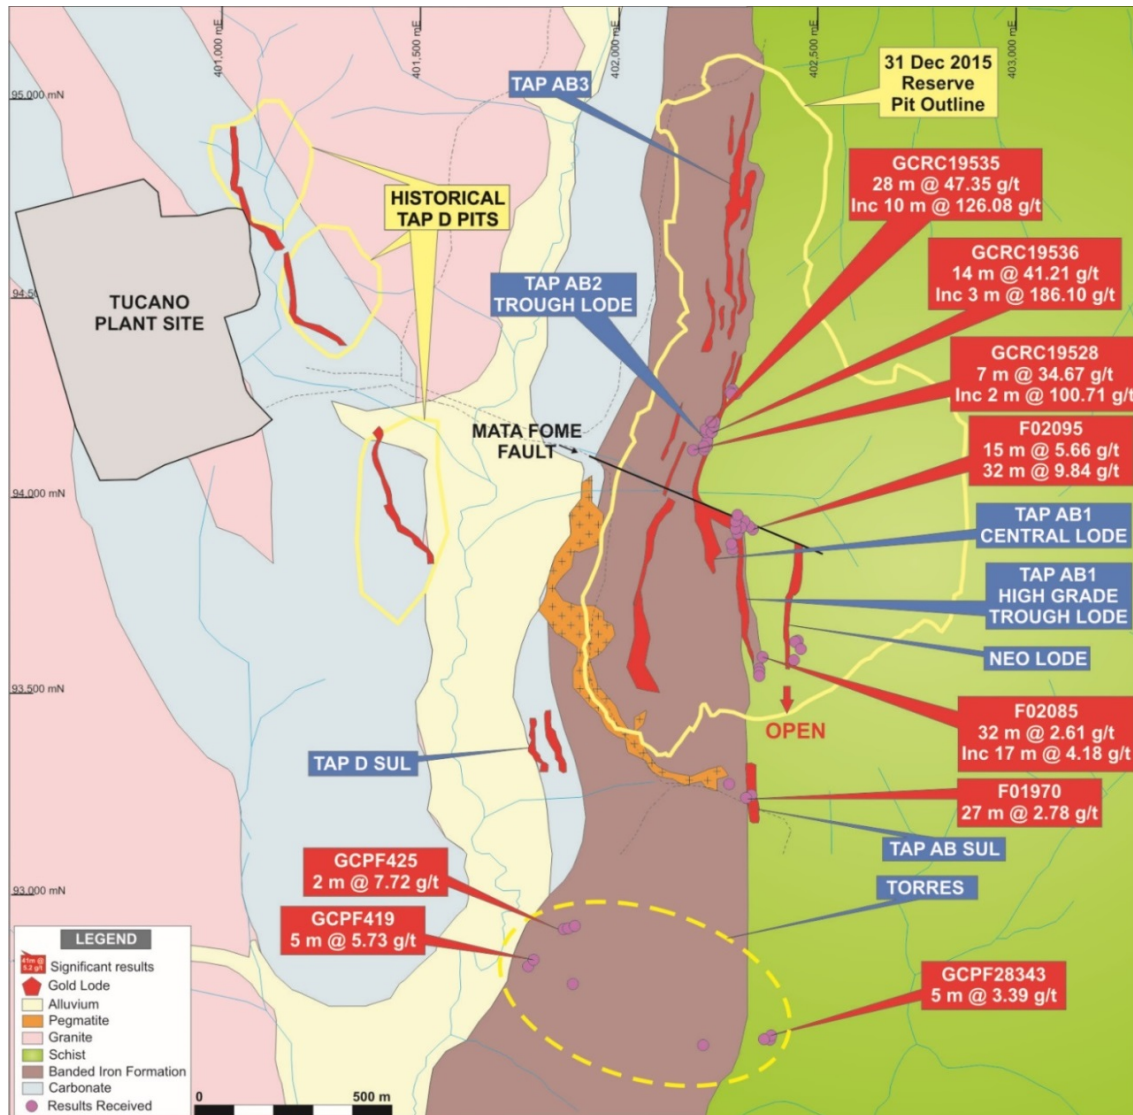 401,000 mE
401,500 mE
402,000 mE
402,500 mE
403,000 mE
95,000 mN
94,000 mN
93,500 mN
93,000 mN
TAP AB3
31 Dec 2015
Reserve
Pit Outline
GCRC19535
28 m @ 47.35 g/t
Inc 10 m @ 126.08 g/t
HISTORICAL
TAP D PITS
GCRC19536
14 m @ 41.21 g/t
Inc 3 m @ 186.10 g/t
TUCANO
PLANT SITE
TAP AB2
TROUGH LODE
GCRC19528
7 m @ 34.67 g/t
Inc 2 m @ 100.71 g/t
MATA FOME
FAULT
F02095
15 m @ 5.66 g/t
32 m @ 9.84 g/t
TAP AB1
CENTRAL LODE
TAP AB1
HIGH GRADE
TROUGH LODE
NEO LODE
OPEN
F02085
32 m @ 2.61 g/t
Inc 17 m @ 4.18 g/t
TAP D SUL
F01970
27 m @ 2.78 g/t
TAP AB SUL
TORRES
GCPF425
2 m @ 7.72 g/t
GCPF419
5 m @ 5.73 g/t
GCPF28343
5 m @ 3.39 g/t
LEGEND
41m @
5.2 g/t
Significant results
Gold Lode
Alluvium
Pegmatite
Granite
Schist
Banded Iron Formation
Carbonate
Results Received
0
500 m